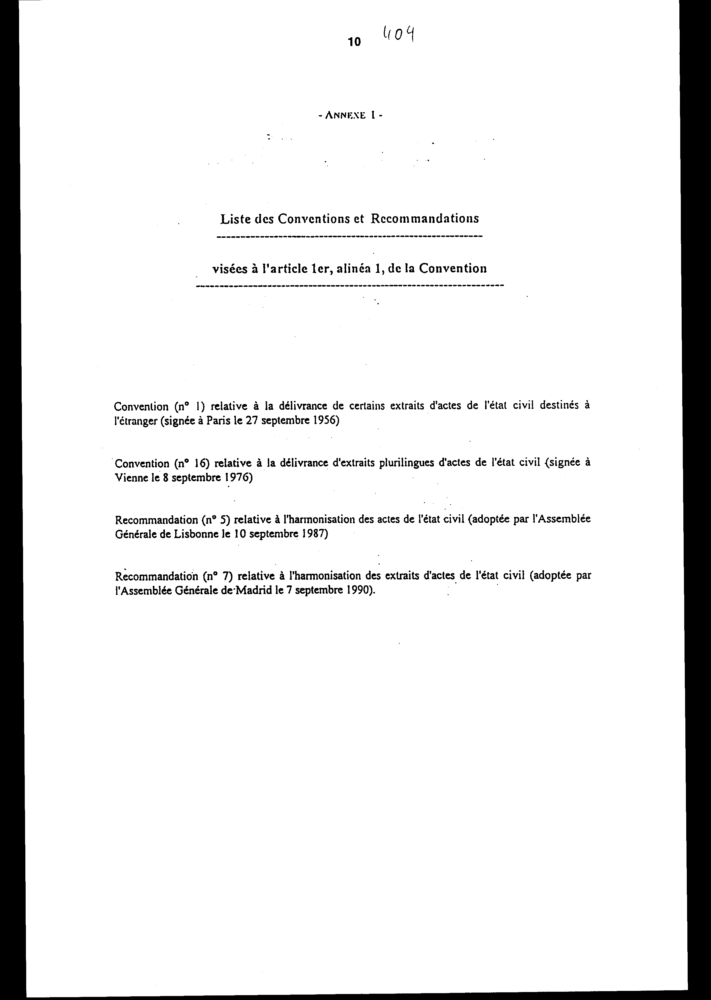 10 404
- ANNEXE 1 -
Liste des Conventions et Recommandations
visées à l'article 1er, alinéa 1, de la Convention
Convention (n° 1) relative à la délivrance de certains extraits d'actes de l'état civil destinés à
l'étranger (signée à Paris le 27 septembre 1956)
Convention (n° 16) relative à la délivrance d'extraits plurilingues d'actes de l'état civil (signée à
Vienne le 8 septembre 1976)
Recommandation (n° 5) relative à l'harmonisation des actes de l'état civil (adoptée par l'Assemblée
Générale de Lisbonne le 10 septembre 1987)
Recommandation (n° 7) relative à l'harmonisation des extraits d'actes de l'état civil (adoptée par
l'Assemblée Générale de Madrid le 7 septembre 1990).